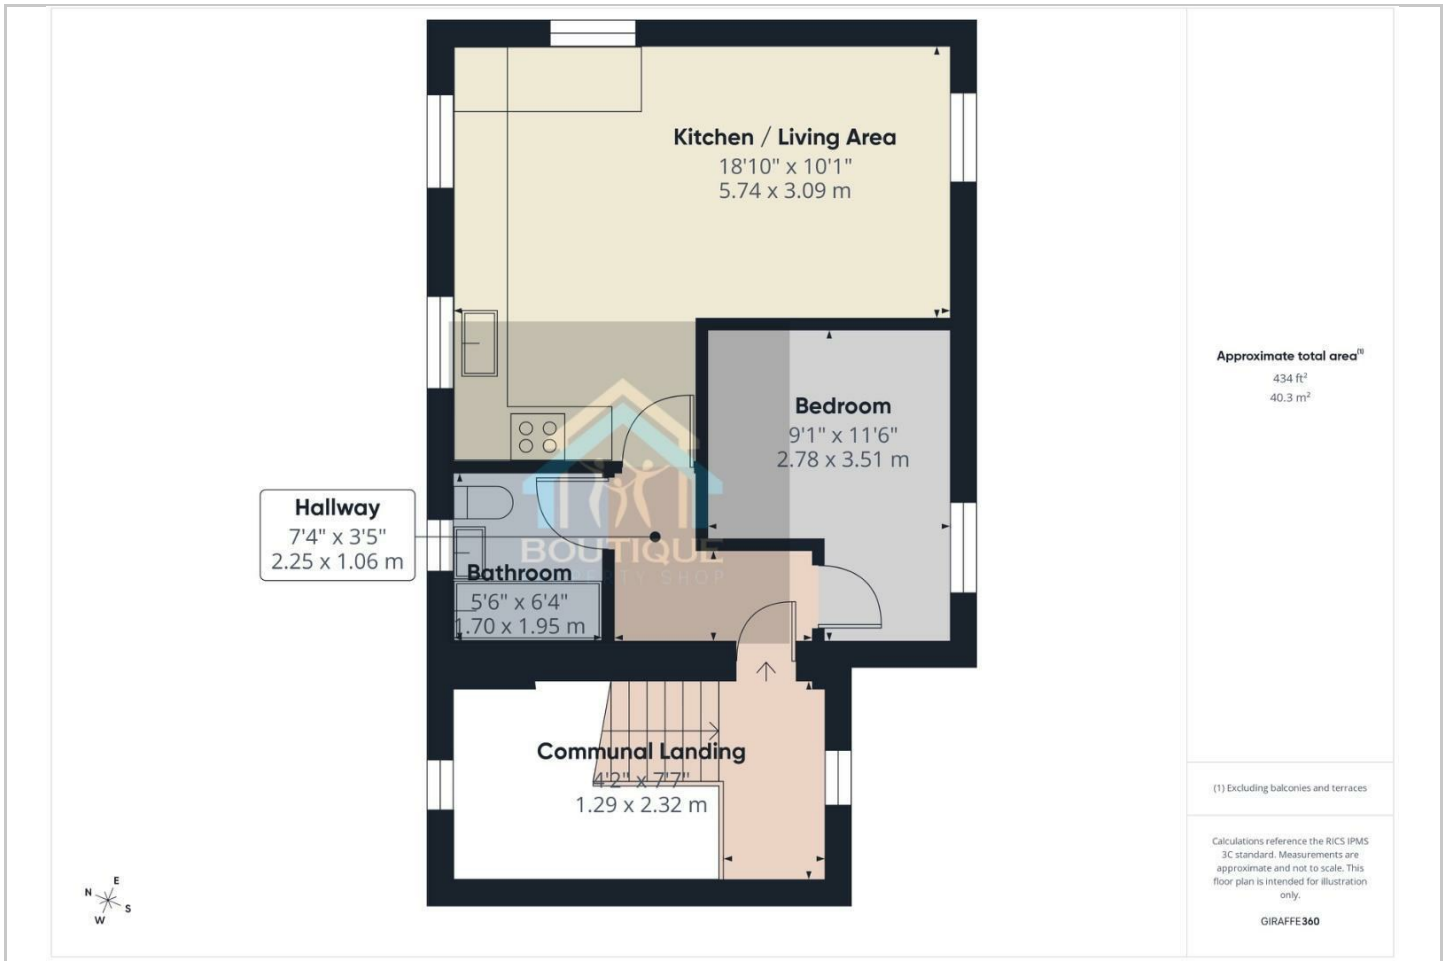 Kitchen / Living Area
18'10" x 10'1"
5.74 x 3.09 m
Bedroom
9'1" x 11'6"
2.78 x 3.51 m
Hallway
7'4" x 3'5"
2.25 x 1.06 m
BOUTIQUE
PROPERTY SHOP
Bathroom
5'6" x 6'4"
1.70 x 1.95 m
Communal Landing
4'2" x 7'7"
1.29 x 2.32 m
N E S W
Approximate total area(1)
434 ft²
40.3 m²
(1) Excluding balconies and terraces
Calculations reference the RICS IPMS
3C standard. Measurements are
approximate and not to scale. This
floor plan is intended for illustration
only.
GIRAFFE360